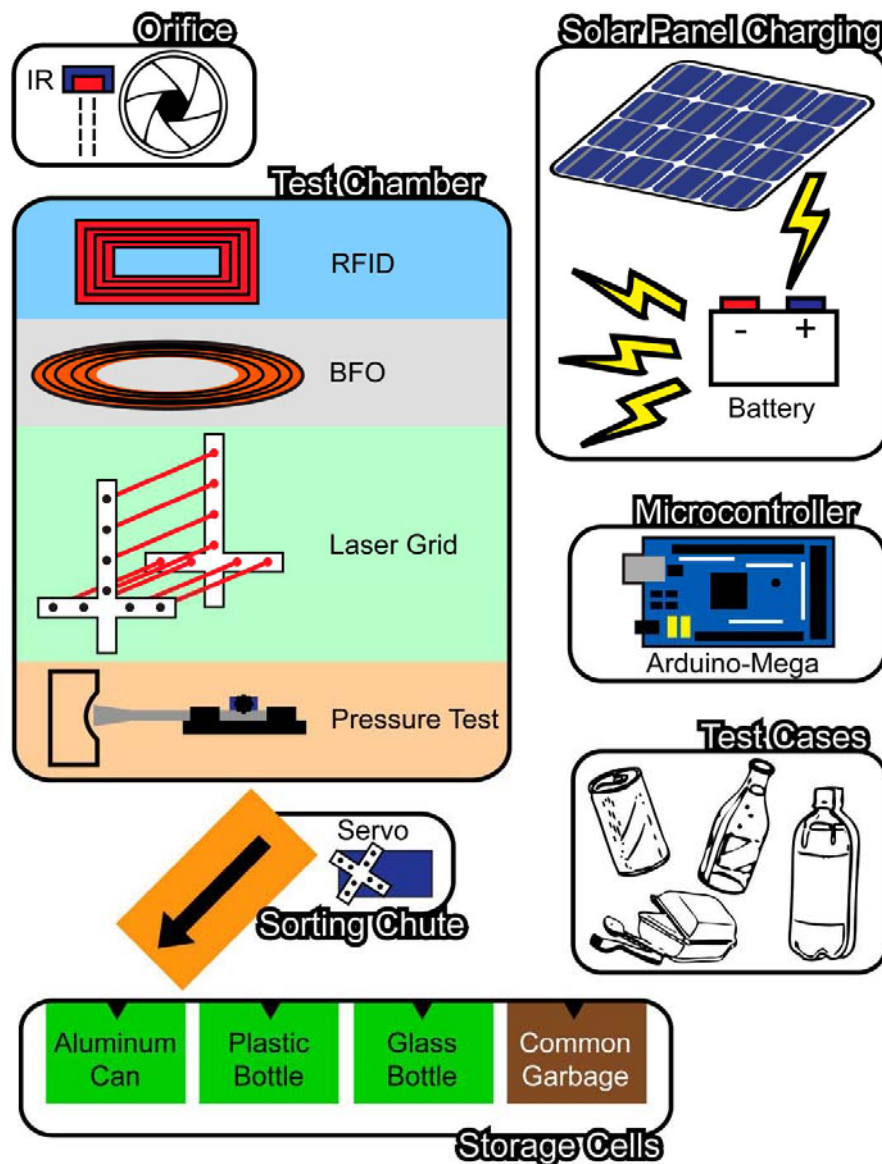 Orifice
IR
Test Chamber
RFID
BFO
Laser Grid
Pressure Test
Servo
Sorting Chute
Solar Panel Charging
- +
Battery
Microcontroller
Arduino-Mega
Test Cases
Aluminum
Can
Plastic
Bottle
Glass
Bottle
Common
Garbage
Storage Cells